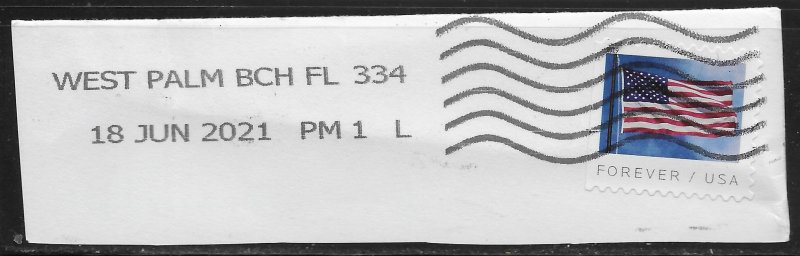 WEST PALM BCH FL 334
18 JUN 2021 PM 1 L
FOREVER / USA